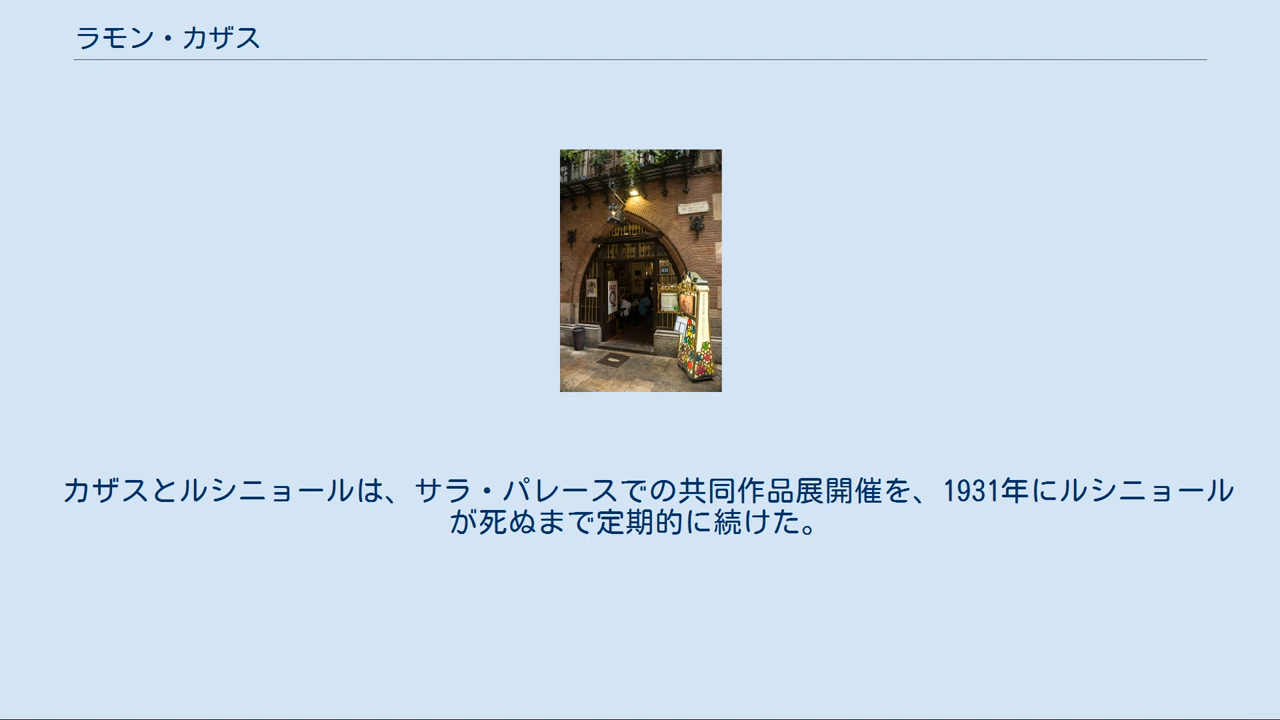 ラモン・カザス
カザスとルシニョールは、サラ・パレースでの共同作品展開催を、1931年にルシニョール
が死ぬまで定期的に続けた。